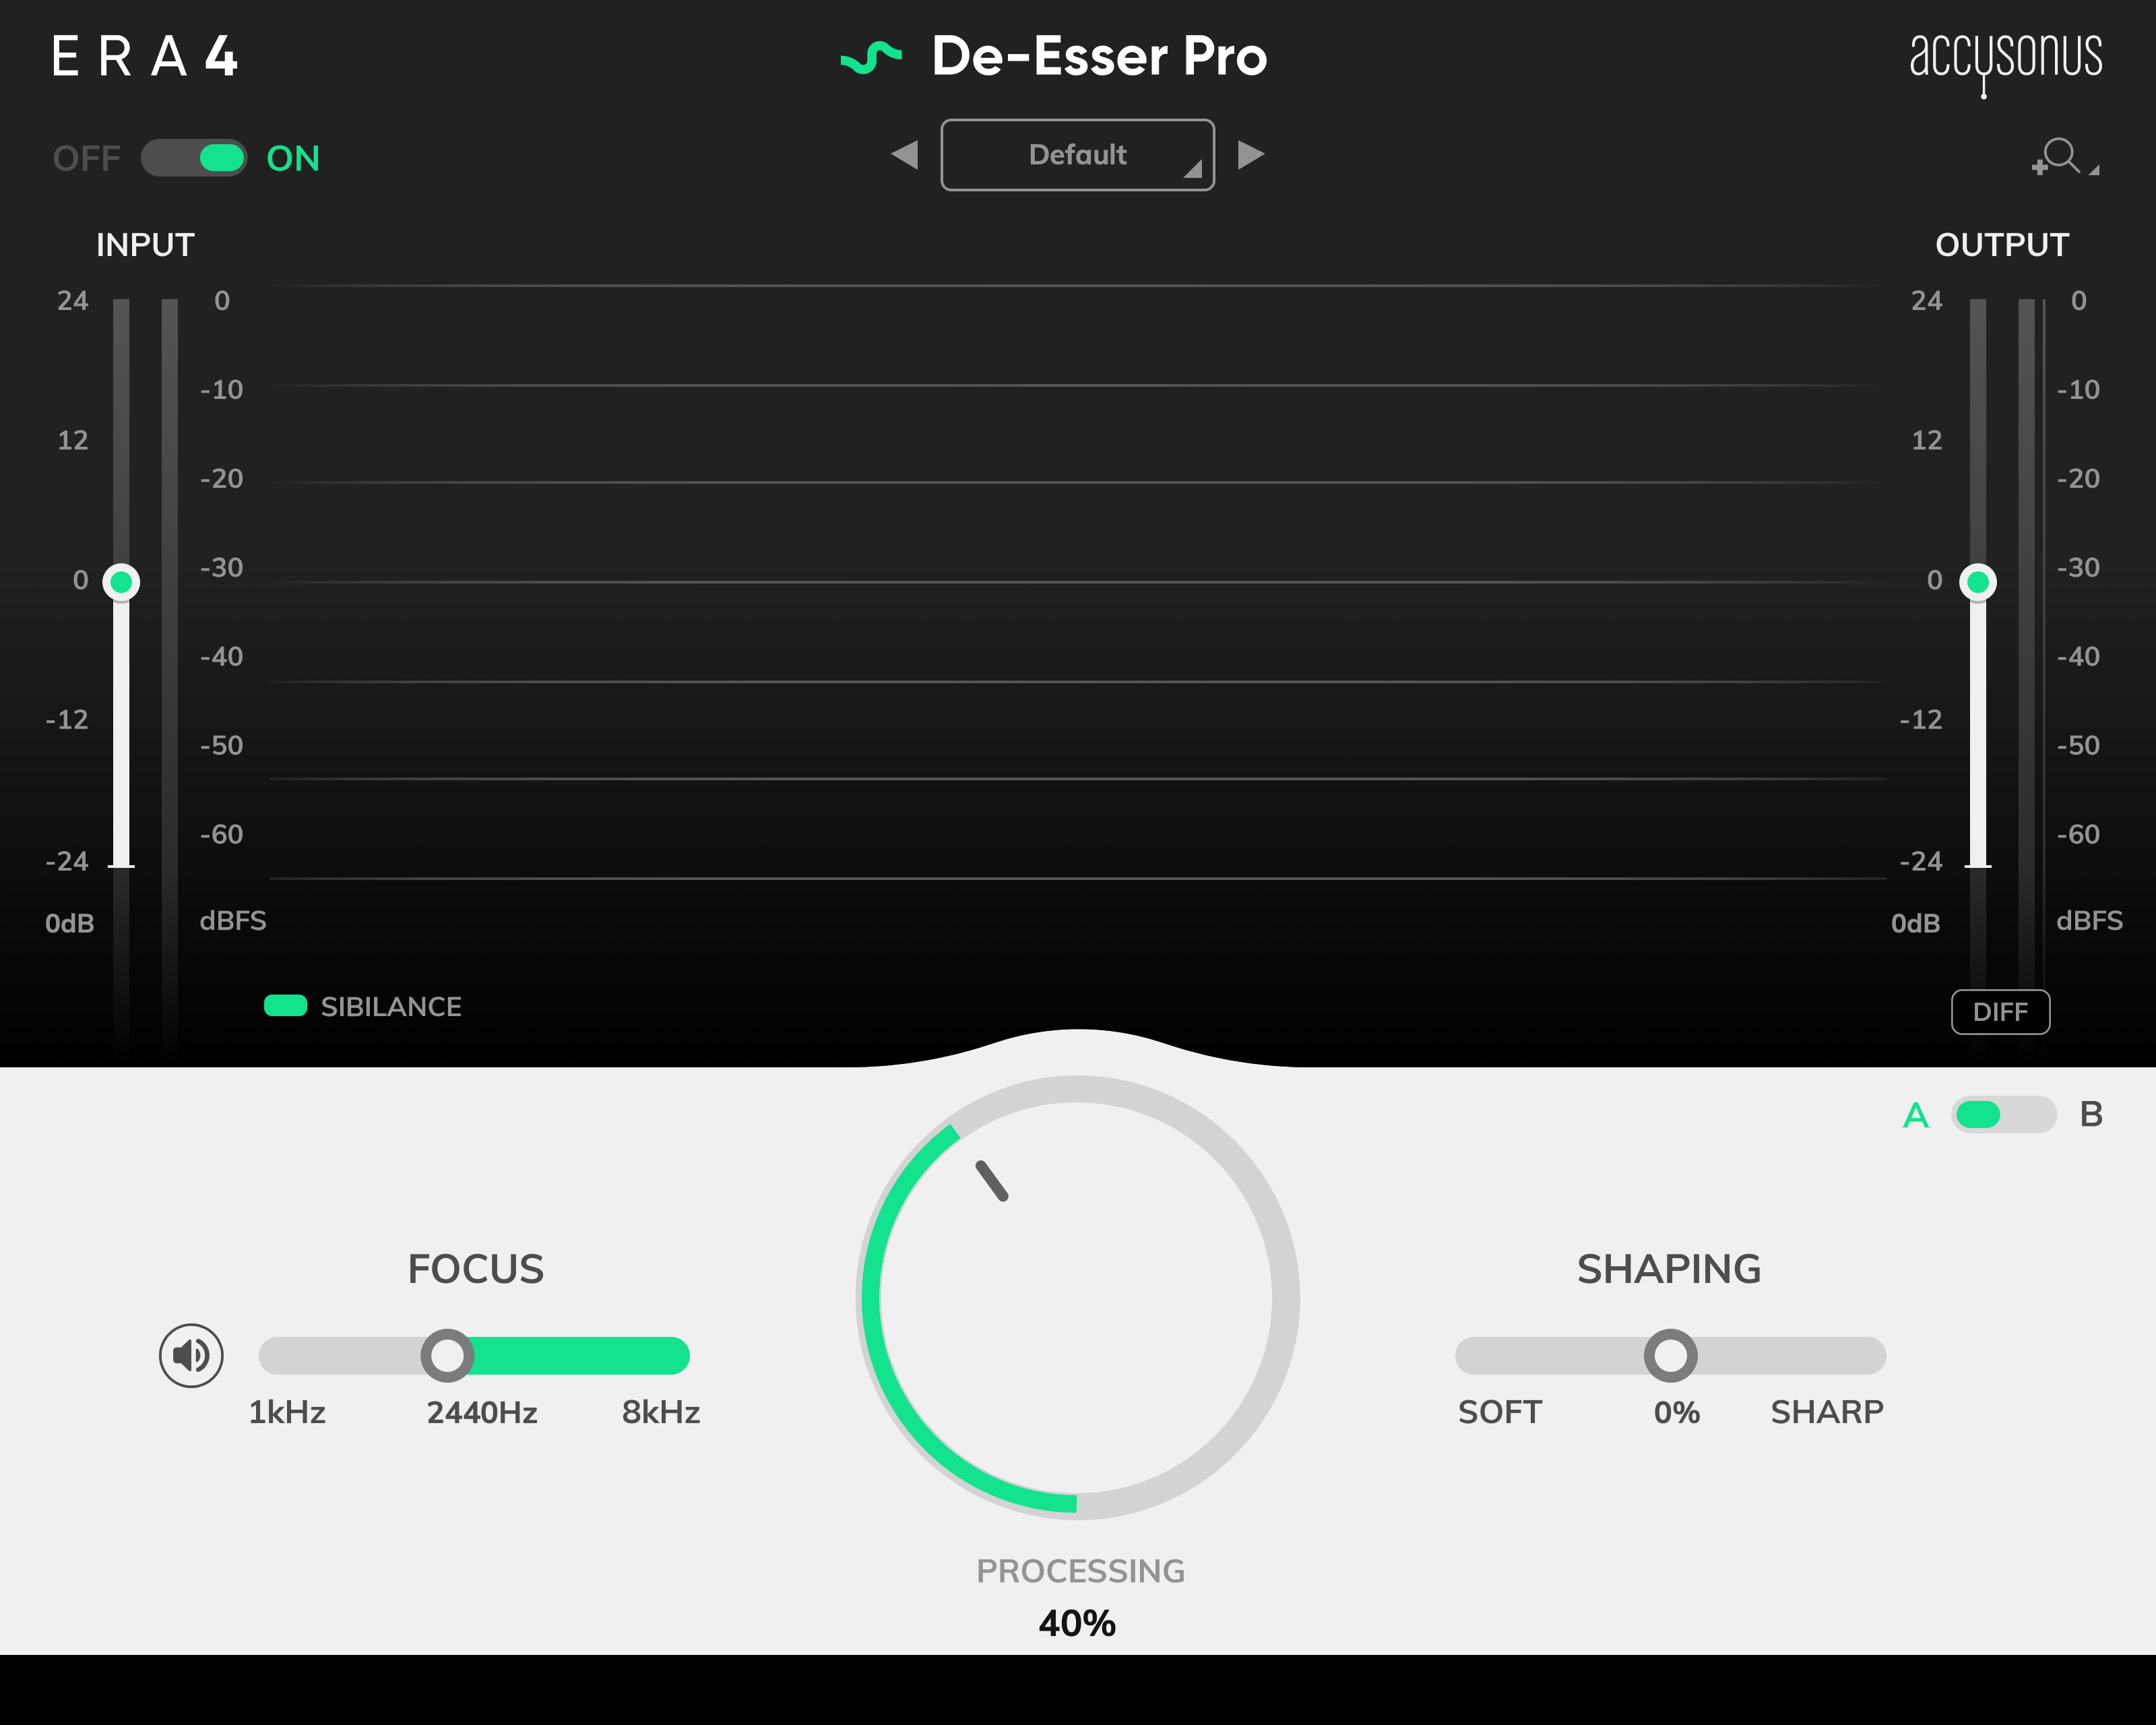 ERA4
De-Esser Pro
accusonus
OFF ON
Default
INPUT
OUTPUT
24
12
0
-12
-24
0dB
0
-10
-20
-30
-40
-50
-60
dBFS
24
12
0
-12
-24
0dB
0
-10
-20
-30
-40
-50
-60
dBFS
SIBILANCE
DIFF
A B
FOCUS
1kHz 2440Hz 8kHz
SHAPING
SOFT 0% SHARP
PROCESSING
40%